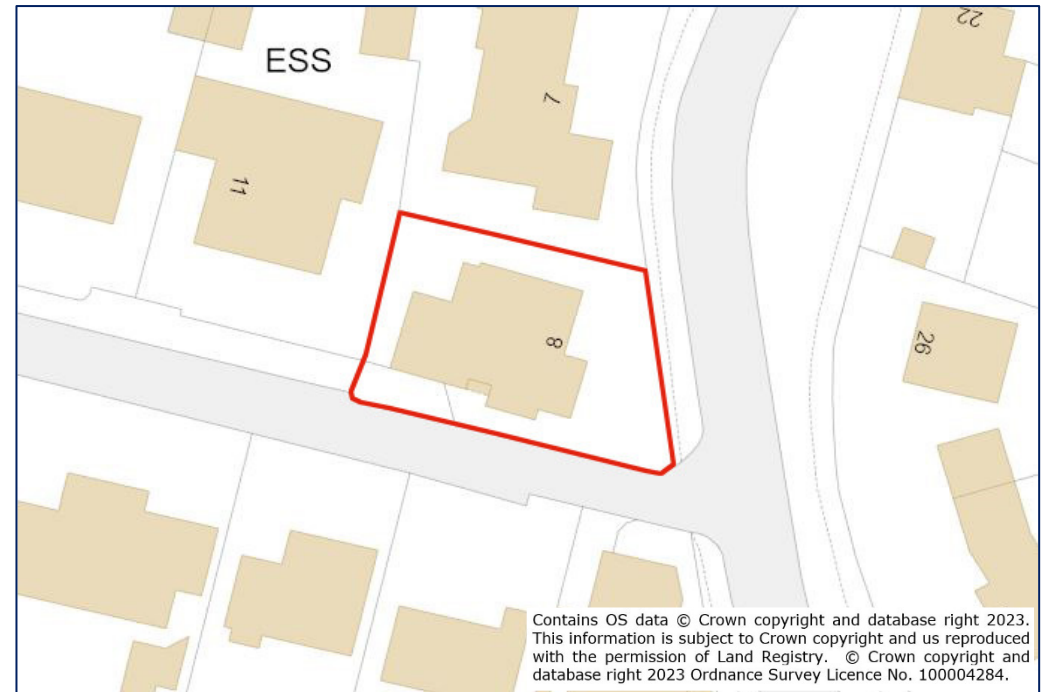 22
ESS
7
11
8
26
Contains OS data © Crown copyright and database right 2023.
This information is subject to Crown copyright and us reproduced
with the permission of Land Registry. © Crown copyright and
database right 2023 Ordnance Survey Licence No. 100004284.